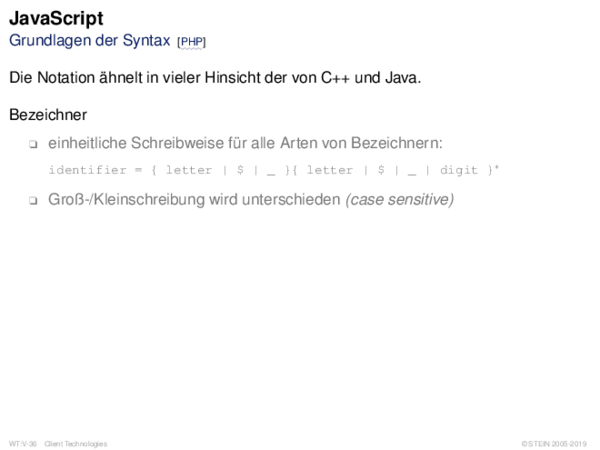 JavaScript
Grundlagen der Syntax [PHP]
Die Notation ähnelt in vieler Hinsicht der von C++ und Java.
Bezeichner
❑ einheitliche Schreibweise für alle Arten von Bezeichnern:
identifier = { letter | $ | _ }{ letter | $ | _ | digit }*
❑ Groß-/Kleinschreibung wird unterschieden (case sensitive)
WT:V-36 Client Technologies © STEIN 2005-2019